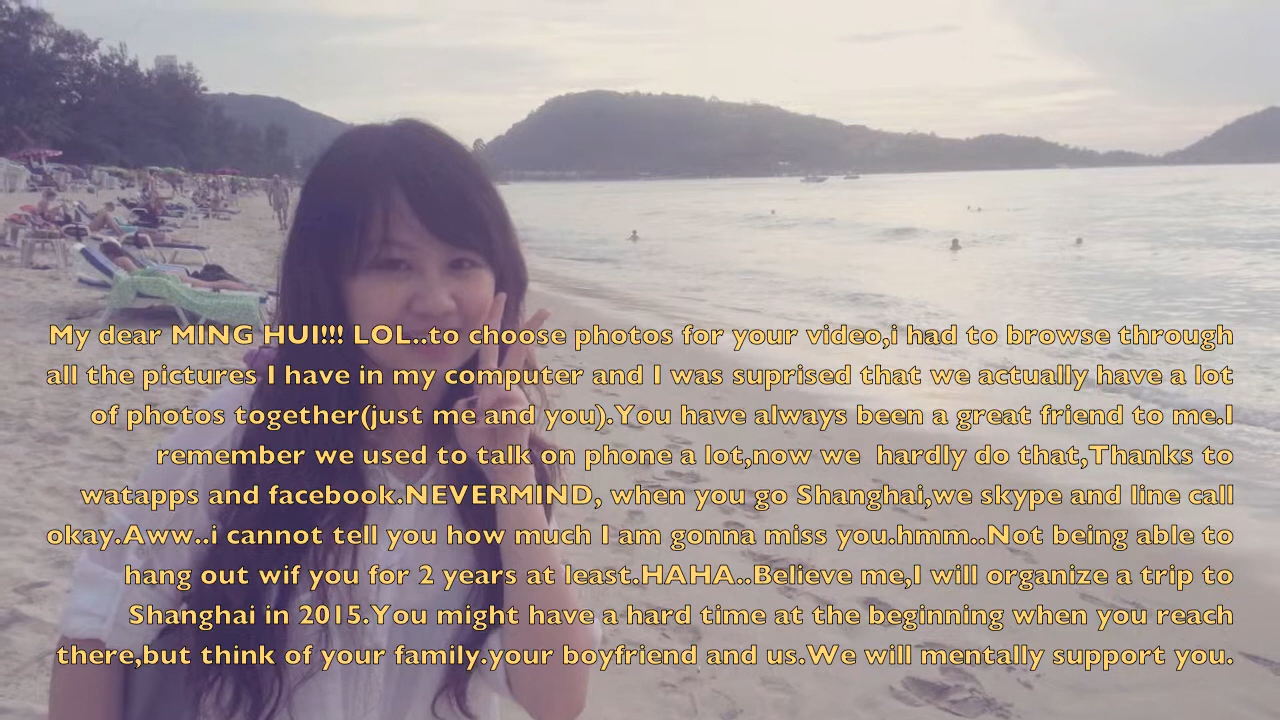 My dear MING HUI!!! LOL..to choose photos for your video,i had to browse through
all the pictures I have in my computer and I was suprised that we actually have a lot
of photos together(just me and you).You have always been a great friend to me.I
remember we used to talk on phone a lot,now we  hardly do that,Thanks to
watapps and facebook.NEVERMIND, when you go Shanghai,we skype and line call
okay.Aww..i cannot tell you how much I am gonna miss you.hmm..Not being able to
hang out wif you for 2 years at least.HAHA..Believe me,I will organize a trip to
Shanghai in 2015.You might have a hard time at the beginning when you reach
there,but think of your family.your boyfriend and us.We will mentally support you.